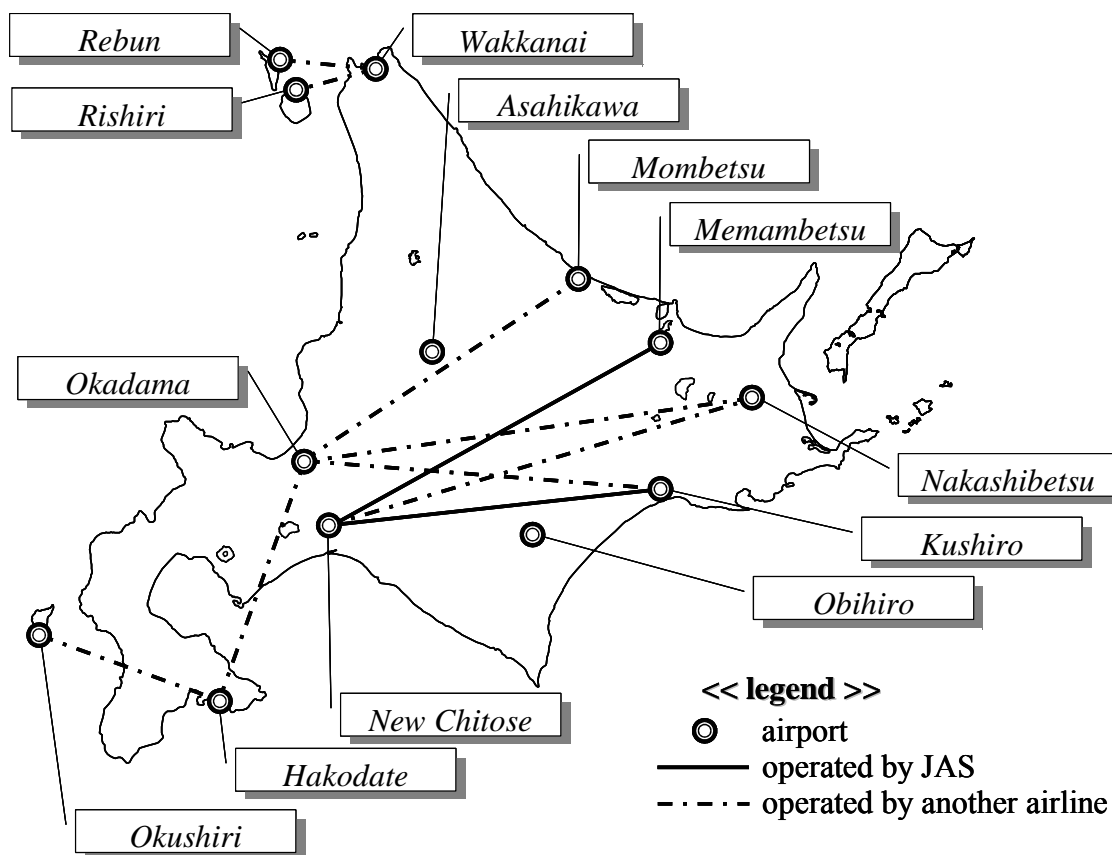 Rebun
Wakkanai
Rishiri
Asahikawa
Mombetsu
Memambetsu
Okadama
Nakashibetsu
Kushiro
Obihiro
New Chitose
Hakodate
Okushiri
<< legend >>
airport
operated by JAS
operated by another airline